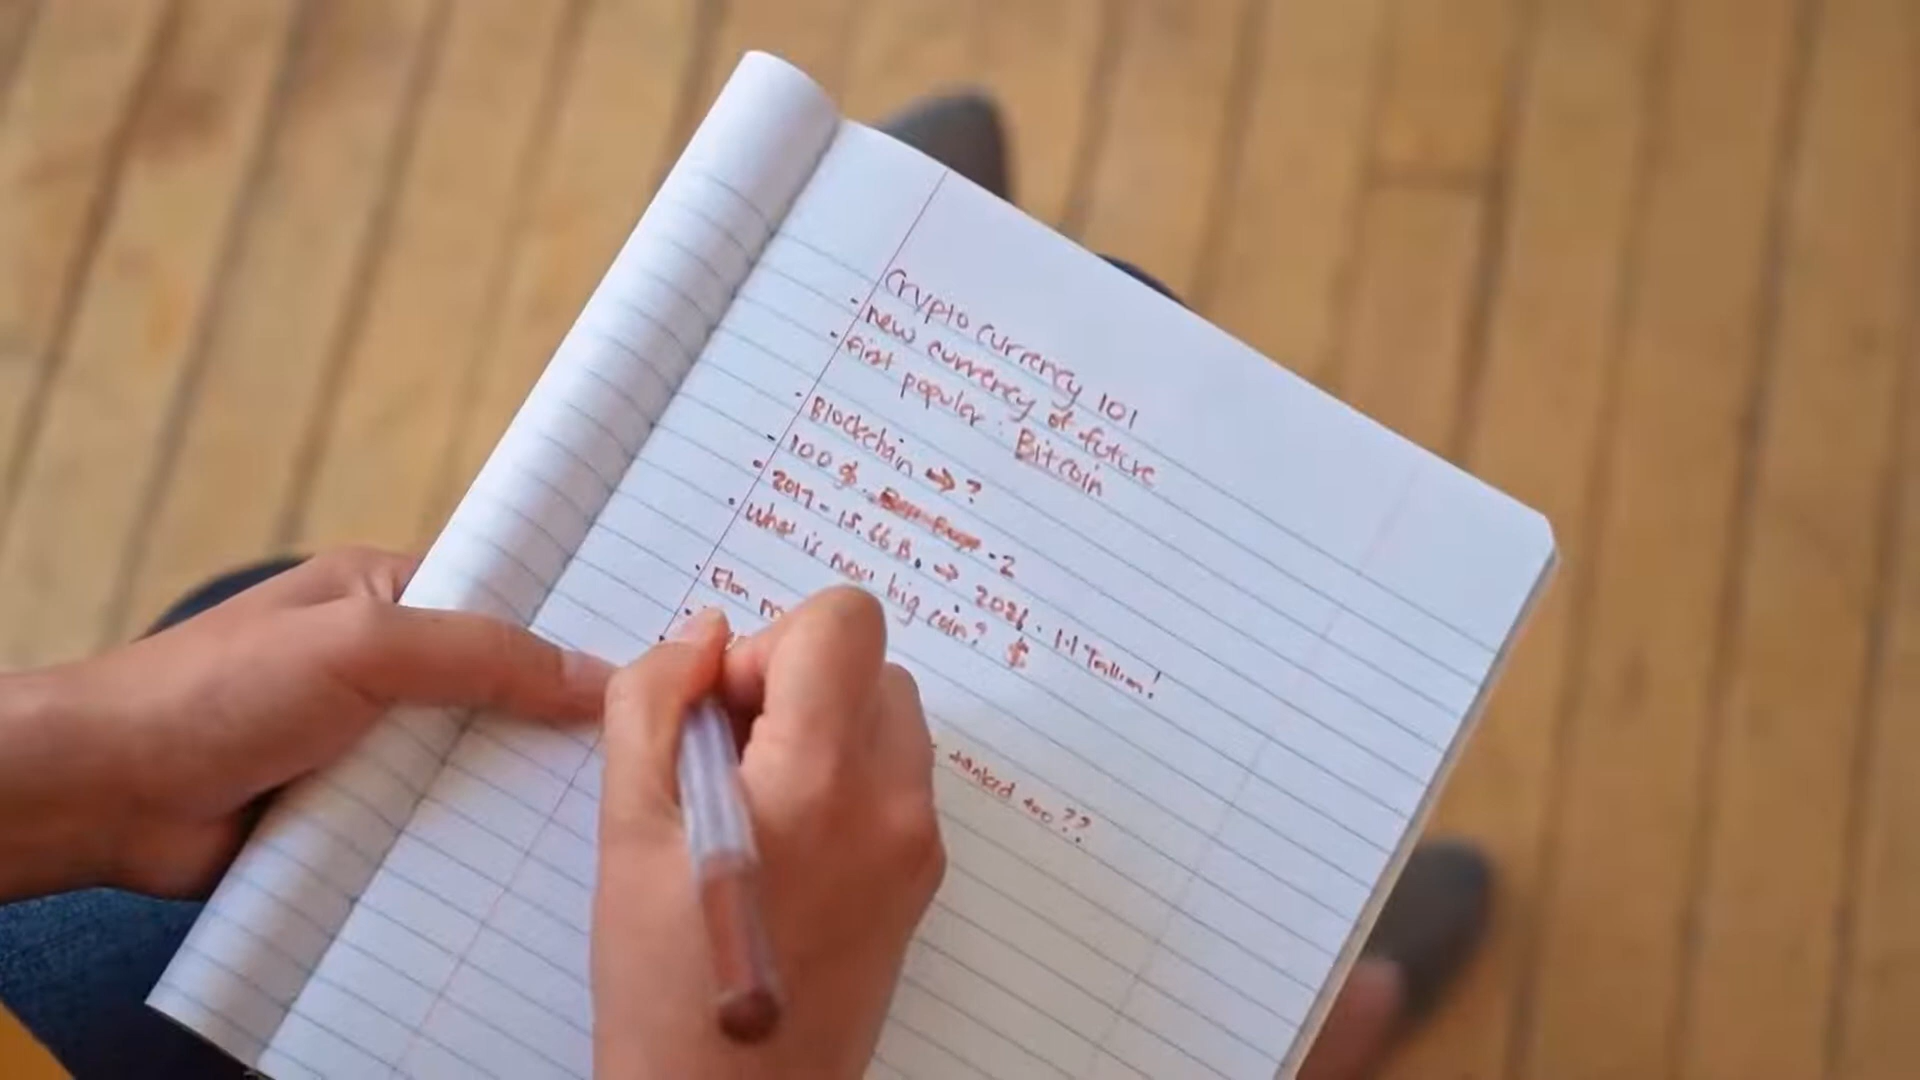 Crypto Currency 101
- new currency of future
- First popular : Bitcoin
- Blockchain → ?
- 100 $ . - 2
- 2017 - 15.66 B. → 2021 . 1.1 Trillion!
- What is next big coin? $
- Elon
tanked too??